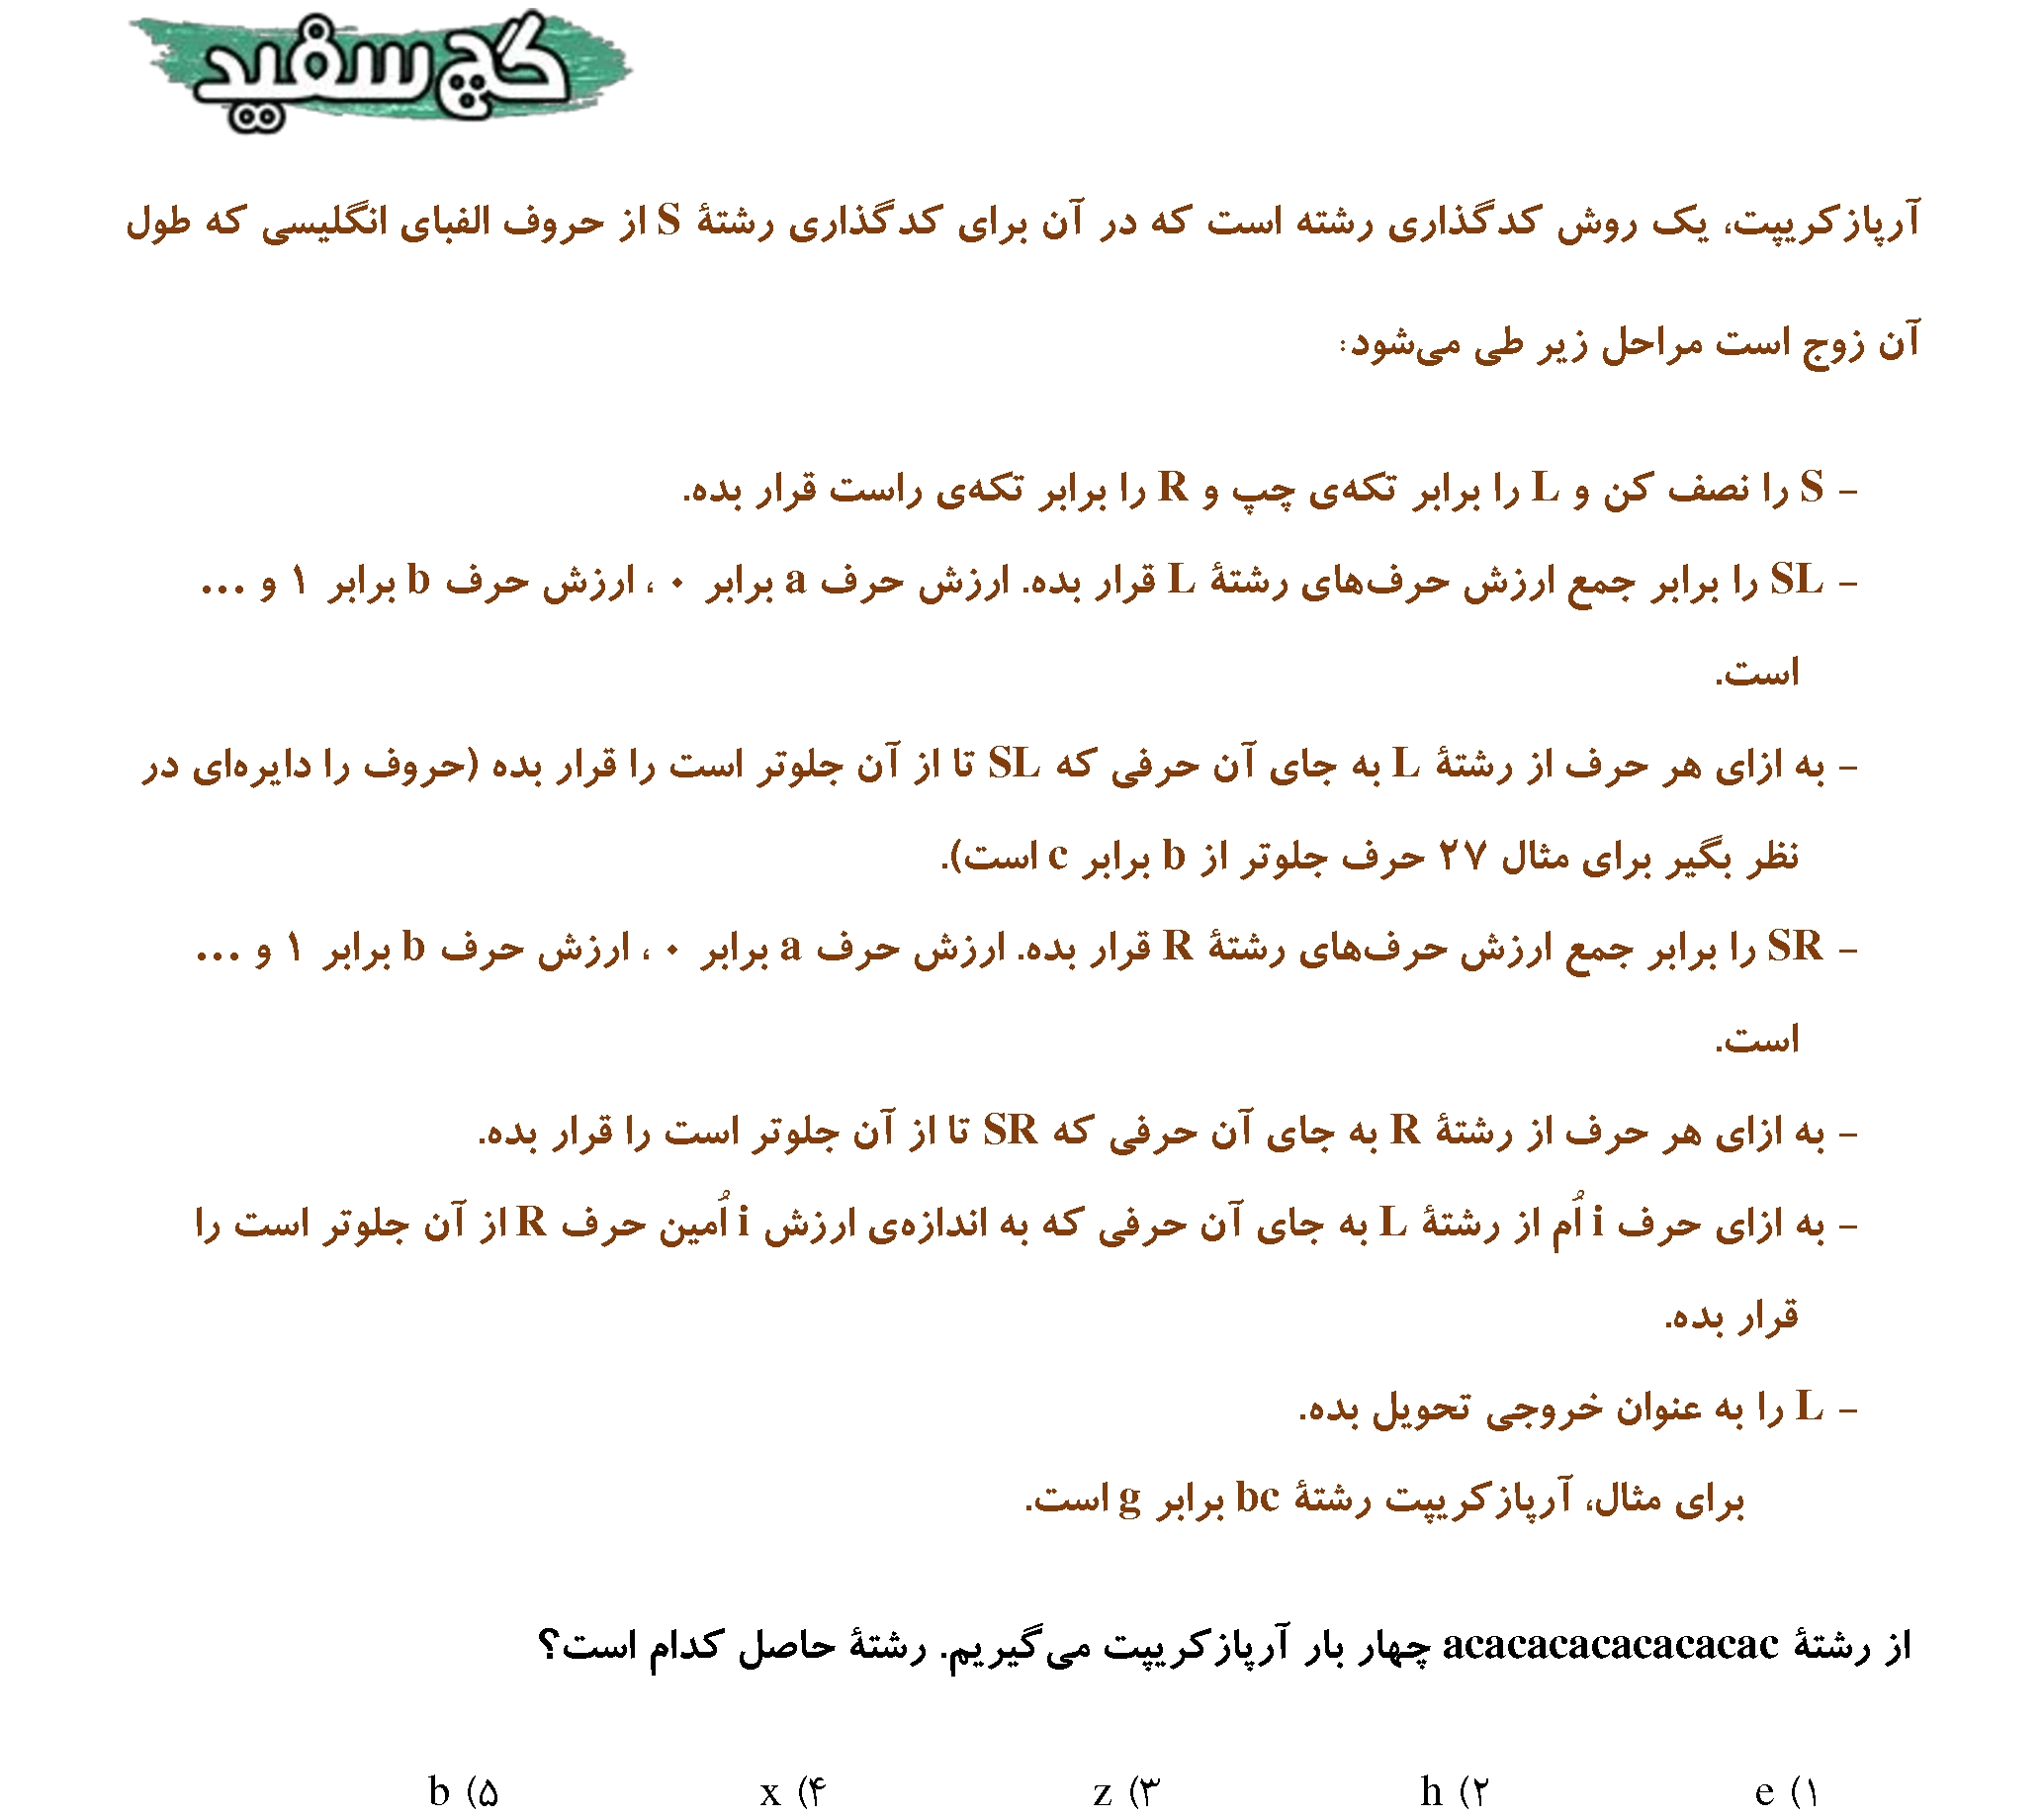 گچ سفید
آرپازکریپت، یک روش کدگذاری رشته است که در آن برای کدگذاری رشتهٔ S از حروف الفبای انگلیسی که طول
آن زوج است مراحل زیر طی می‌شود:
- S را نصف کن و L را برابر تکه‌ی چپ و R را برابر تکه‌ی راست قرار بده.
- SL را برابر جمع ارزش حرف‌های رشتهٔ L قرار بده. ارزش حرف a برابر ۰ ، ارزش حرف b برابر ۱ و ...
است.
- به ازای هر حرف از رشتهٔ L به جای آن حرفی که SL تا از آن جلوتر است را قرار بده (حروف را دایره‌ای در
نظر بگیر برای مثال ۲۷ حرف جلوتر از b برابر c است).
- SR را برابر جمع ارزش حرف‌های رشتهٔ R قرار بده. ارزش حرف a برابر ۰ ، ارزش حرف b برابر ۱ و ...
است.
- به ازای هر حرف از رشتهٔ R به جای آن حرفی که SR تا از آن جلوتر است را قرار بده.
- به ازای حرف i اُم از رشتهٔ L به جای آن حرفی که به اندازه‌ی ارزش i اُمین حرف R از آن جلوتر است را
قرار بده.
- L را به عنوان خروجی تحویل بده.
برای مثال، آرپازکریپت رشتهٔ bc برابر g است.
از رشتهٔ acacacacacacacac چهار بار آرپازکریپت می‌گیریم. رشتهٔ حاصل کدام است؟
۱) e ۲) h ۳) z ۴) x ۵) b